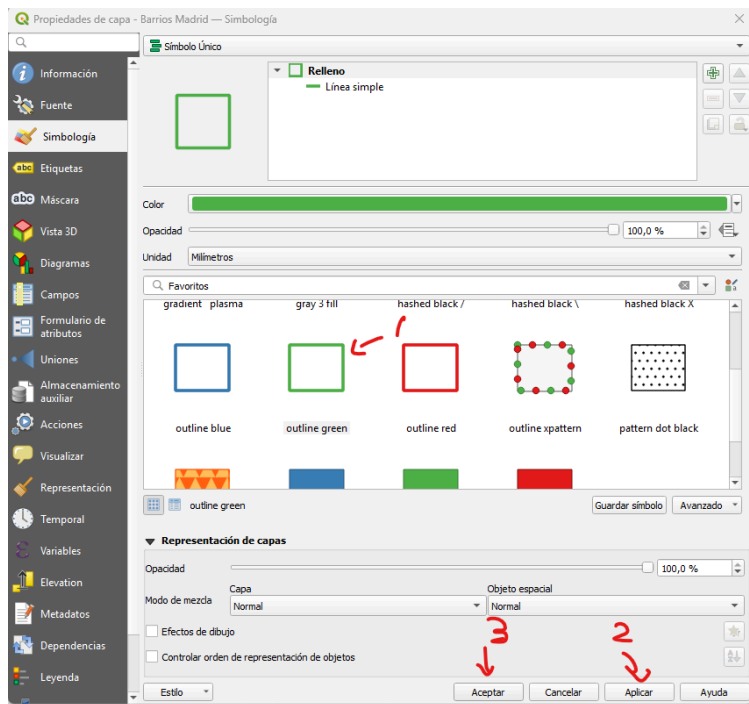 Propiedades de capa - Barrios Madrid — Simbología
Símbolo Único
Información
Fuente
Simbología
abc Etiquetas
abc Máscara
Vista 3D
Diagramas
Campos
Formulario de
atributos
Uniones
Almacenamiento
auxiliar
Acciones
Visualizar
Representación
Temporal
Variables
Elevation
Metadatos
Dependencias
Leyenda
Relleno
Línea simple
Color
Opacidad 100,0 %
Unidad Milímetros
Favoritos
gradient plasma gray 3 fill hashed black / hashed black \ hashed black X
1
outline blue outline green outline red outline xpattern pattern dot black
outline green Guardar símbolo Avanzado
Representación de capas
Opacidad 100,0 %
Capa Objeto espacial
Modo de mezcla Normal Normal
Efectos de dibujo
3 2
Controlar orden de representación de objetos
Estilo Aceptar Cancelar Aplicar Ayuda